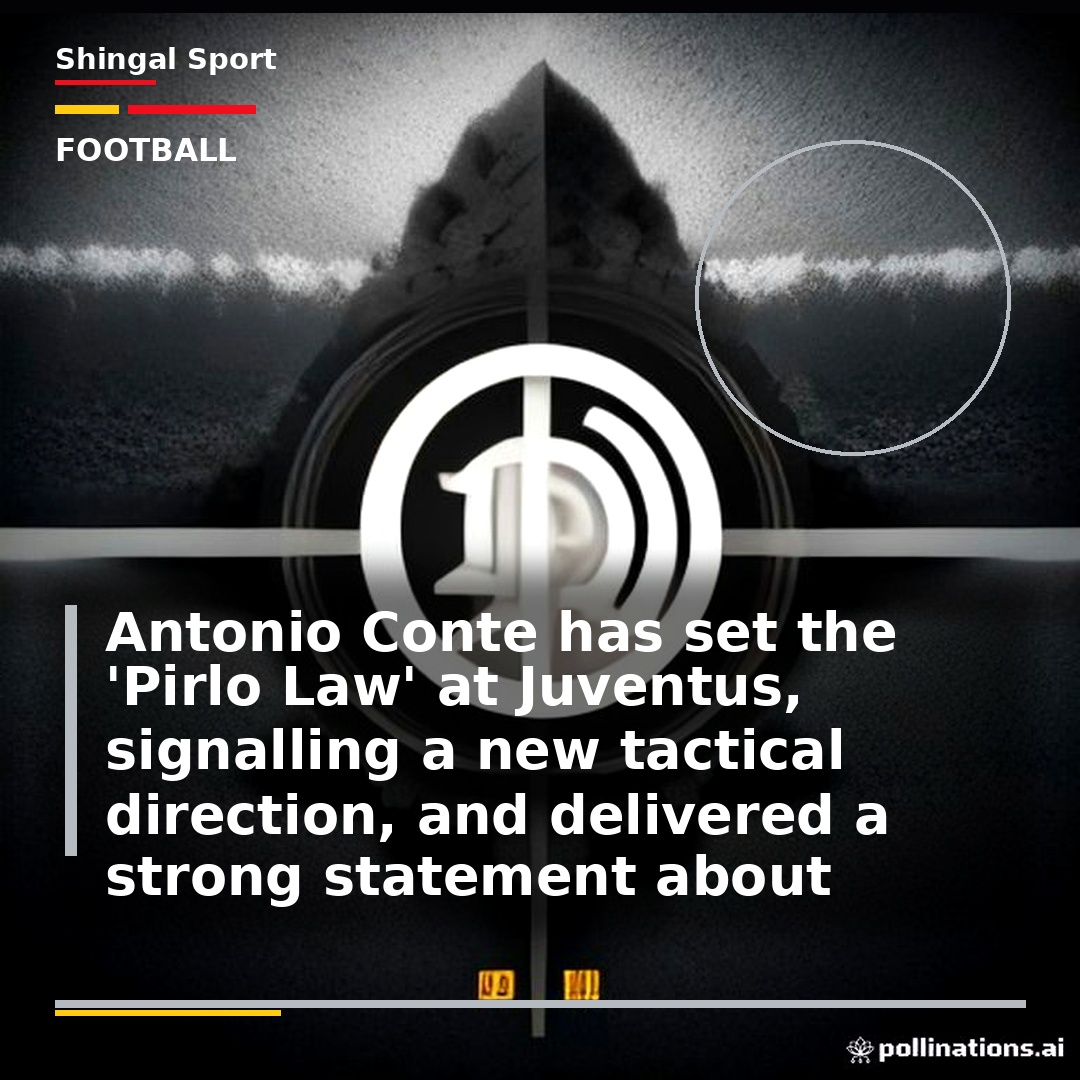 Shingal Sport
FOOTBALL
Antonio Conte has set the
'Pirlo Law' at Juventus,
signalling a new tactical
direction, and delivered a
strong statement about
pollinations.ai